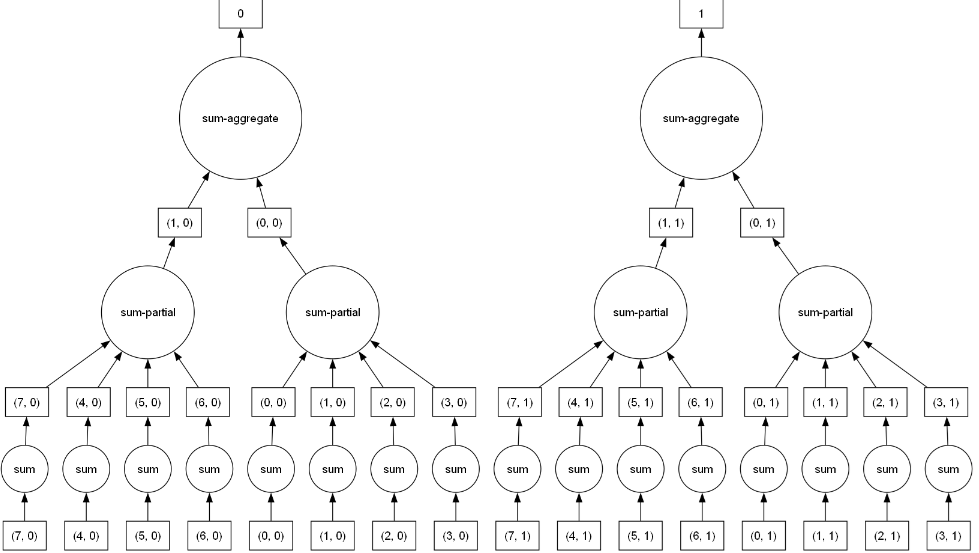 0 1
sum-aggregate sum-aggregate
(1, 0) (0, 0) (1, 1) (0, 1)
sum-partial sum-partial sum-partial sum-partial
(7, 0) (4, 0) (5, 0) (6, 0) (0, 0) (1, 0) (2, 0) (3, 0) (7, 1) (4, 1) (5, 1) (6, 1) (0, 1) (1, 1) (2, 1) (3, 1)
sum sum sum sum sum sum sum sum sum sum sum sum sum sum sum sum
(7, 0) (4, 0) (5, 0) (6, 0) (0, 0) (1, 0) (2, 0) (3, 0) (7, 1) (4, 1) (5, 1) (6, 1) (0, 1) (1, 1) (2, 1) (3, 1)